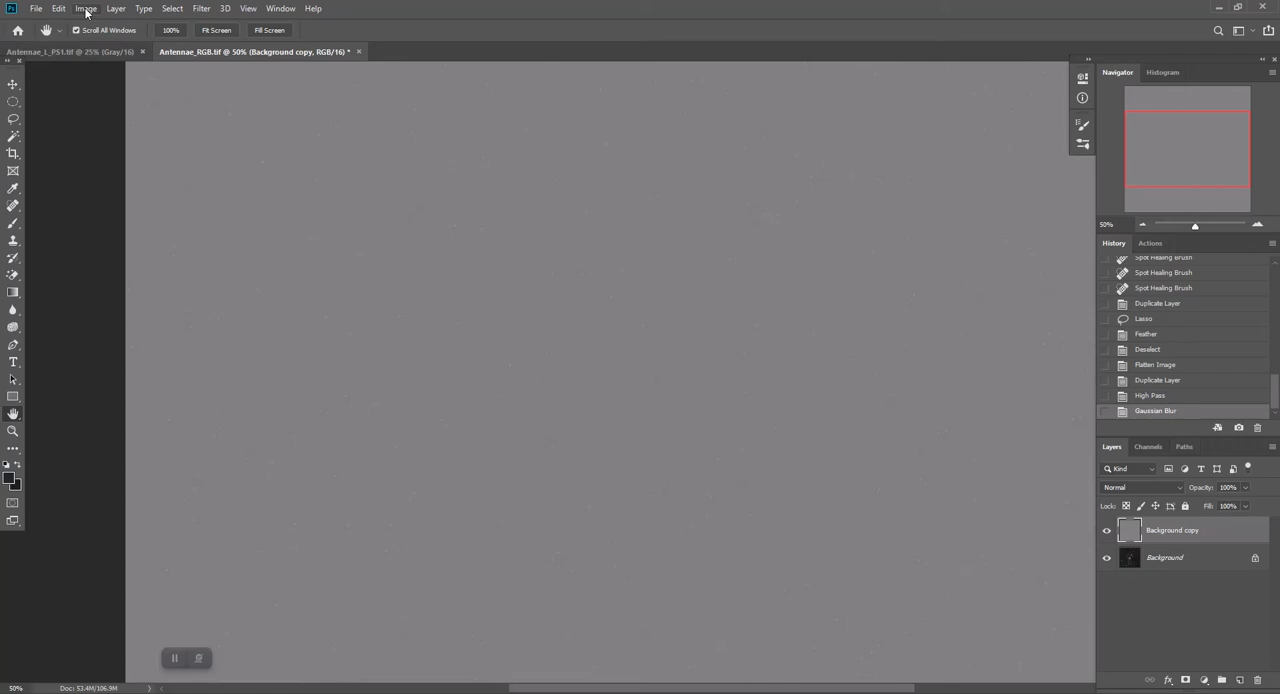 Ps File Edit Image Layer Type Select Filter 3D View Window Help
Scroll All Windows 100% Fit Screen Fill Screen
Antennae_L_PS1.tif @ 25% (Gray/16) × Antennae_RGB.tif @ 50% (Background copy, RGB/16) * ×
Navigator Histogram
50%
History Actions
Spot Healing Brush
Spot Healing Brush
Spot Healing Brush
Duplicate Layer
Lasso
Feather
Deselect
Flatten Image
Duplicate Layer
High Pass
Gaussian Blur
Layers Channels Paths
Kind
Normal Opacity: 100%
Lock: Fill: 100%
Background copy
Background
50% Doc: 53.4M/106.9M